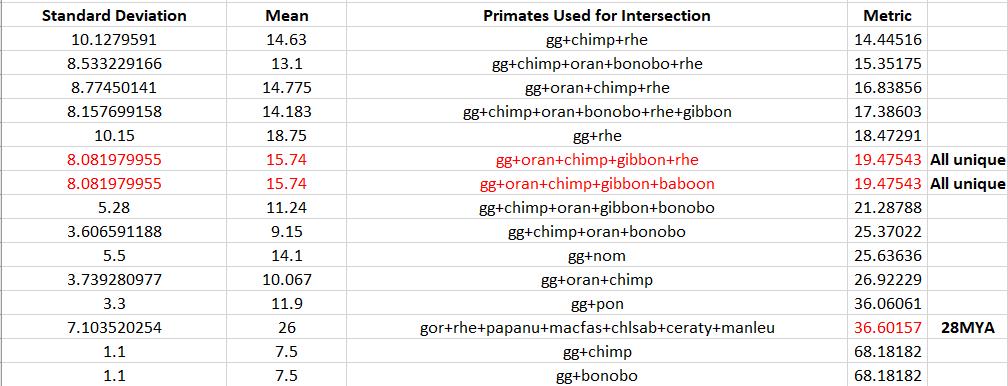 Standard Deviation Mean Primates Used for Intersection Metric
10.1279591 14.63 gg+chimp+rhe 14.44516
8.533229166 13.1 gg+chimp+oran+bonobo+rhe 15.35175
8.77450141 14.775 gg+oran+chimp+rhe 16.83856
8.157699158 14.183 gg+chimp+oran+bonobo+rhe+gibbon 17.38603
10.15 18.75 gg+rhe 18.47291
8.081979955 15.74 gg+oran+chimp+gibbon+rhe 19.47543 All unique
8.081979955 15.74 gg+oran+chimp+gibbon+baboon 19.47543 All unique
5.28 11.24 gg+chimp+oran+gibbon+bonobo 21.28788
3.606591188 9.15 gg+chimp+oran+bonobo 25.37022
5.5 14.1 gg+nom 25.63636
3.739280977 10.067 gg+oran+chimp 26.92229
3.3 11.9 gg+pon 36.06061
7.103520254 26 gor+rhe+papanu+macfas+chlsab+ceraty+manleu 36.60157 28MYA
1.1 7.5 gg+chimp 68.18182
1.1 7.5 gg+bonobo 68.18182